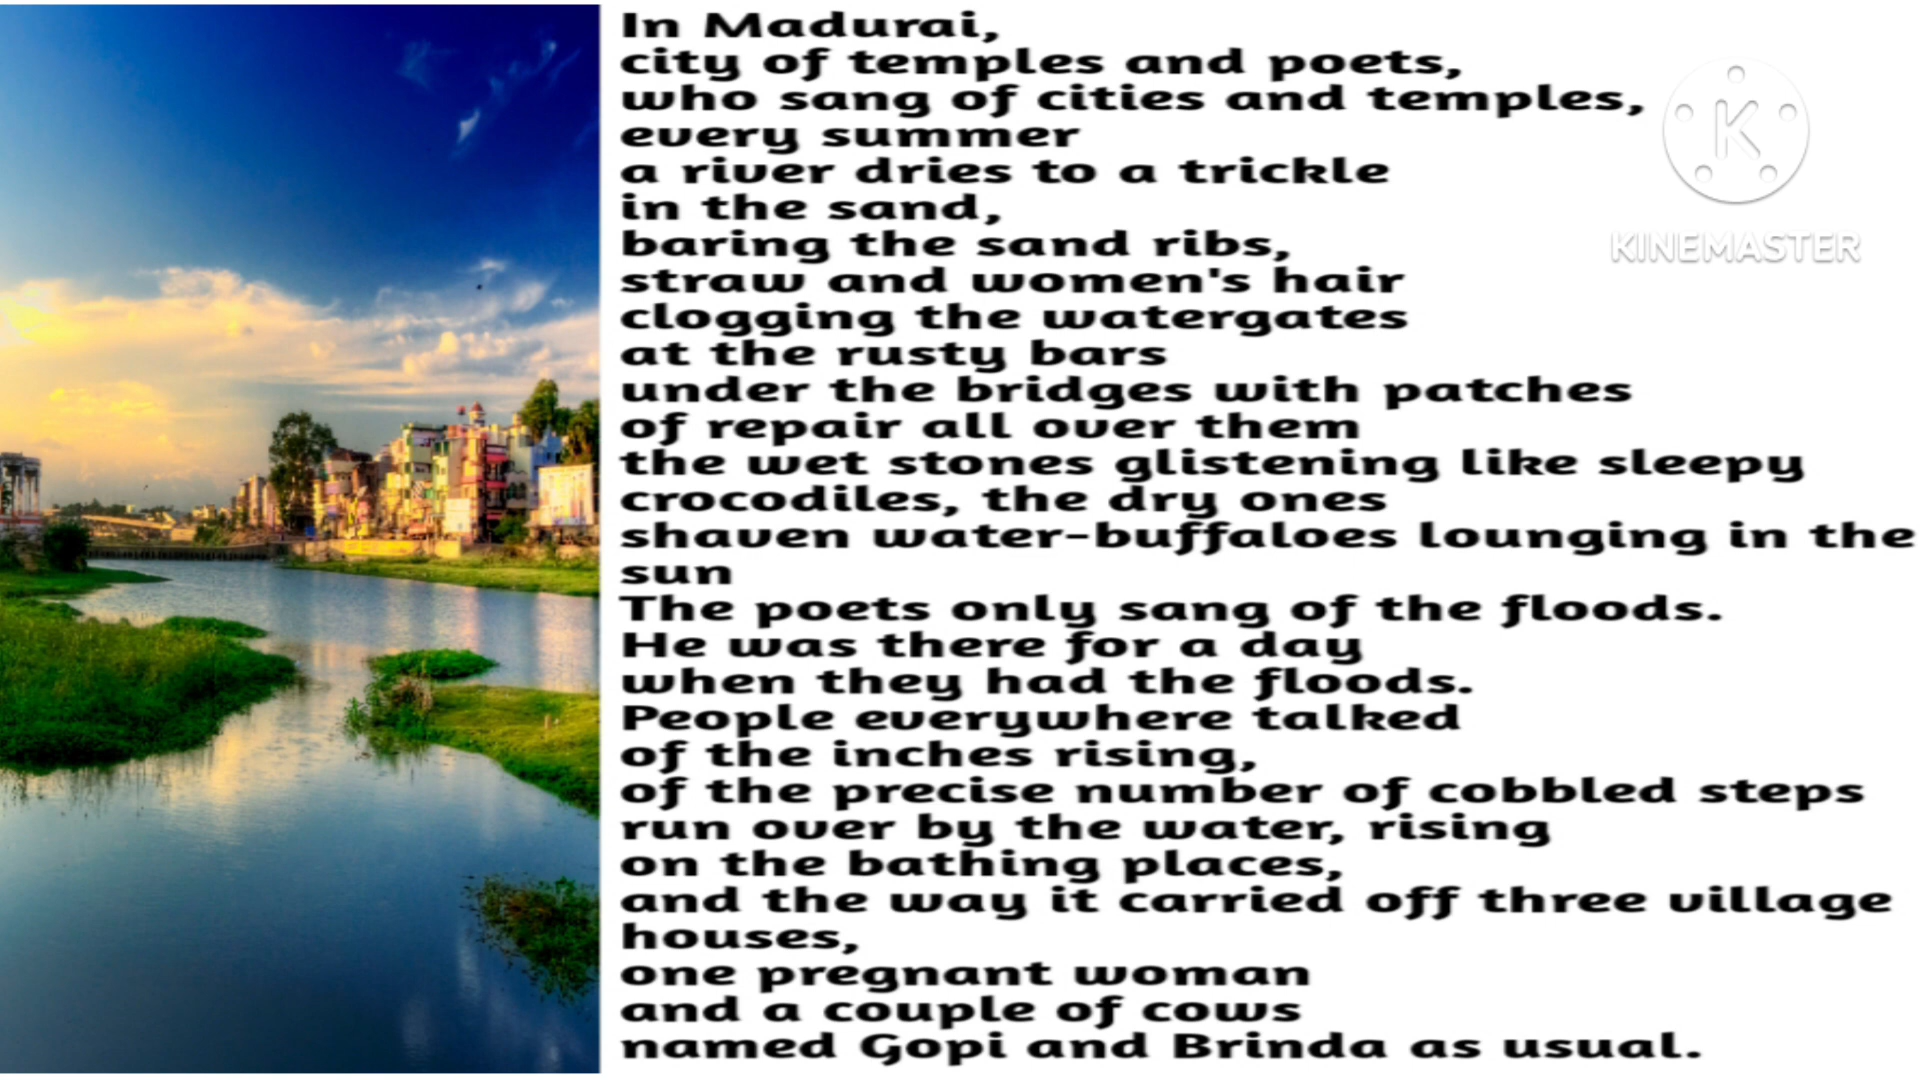 In Madurai,
city of temples and poets,
who sang of cities and temples,
every summer
a river dries to a trickle
in the sand,
baring the sand ribs,
straw and women's hair
clogging the watergates
at the rusty bars
under the bridges with patches
of repair all over them
the wet stones glistening like sleepy
crocodiles, the dry ones
shaven water-buffaloes lounging in the
sun
The poets only sang of the floods.
He was there for a day
when they had the floods.
People everywhere talked
of the inches rising,
of the precise number of cobbled steps
run over by the water, rising
on the bathing places,
and the way it carried off three village
houses,
one pregnant woman
and a couple of cows
named Gopi and Brinda as usual.
K
KINEMASTER